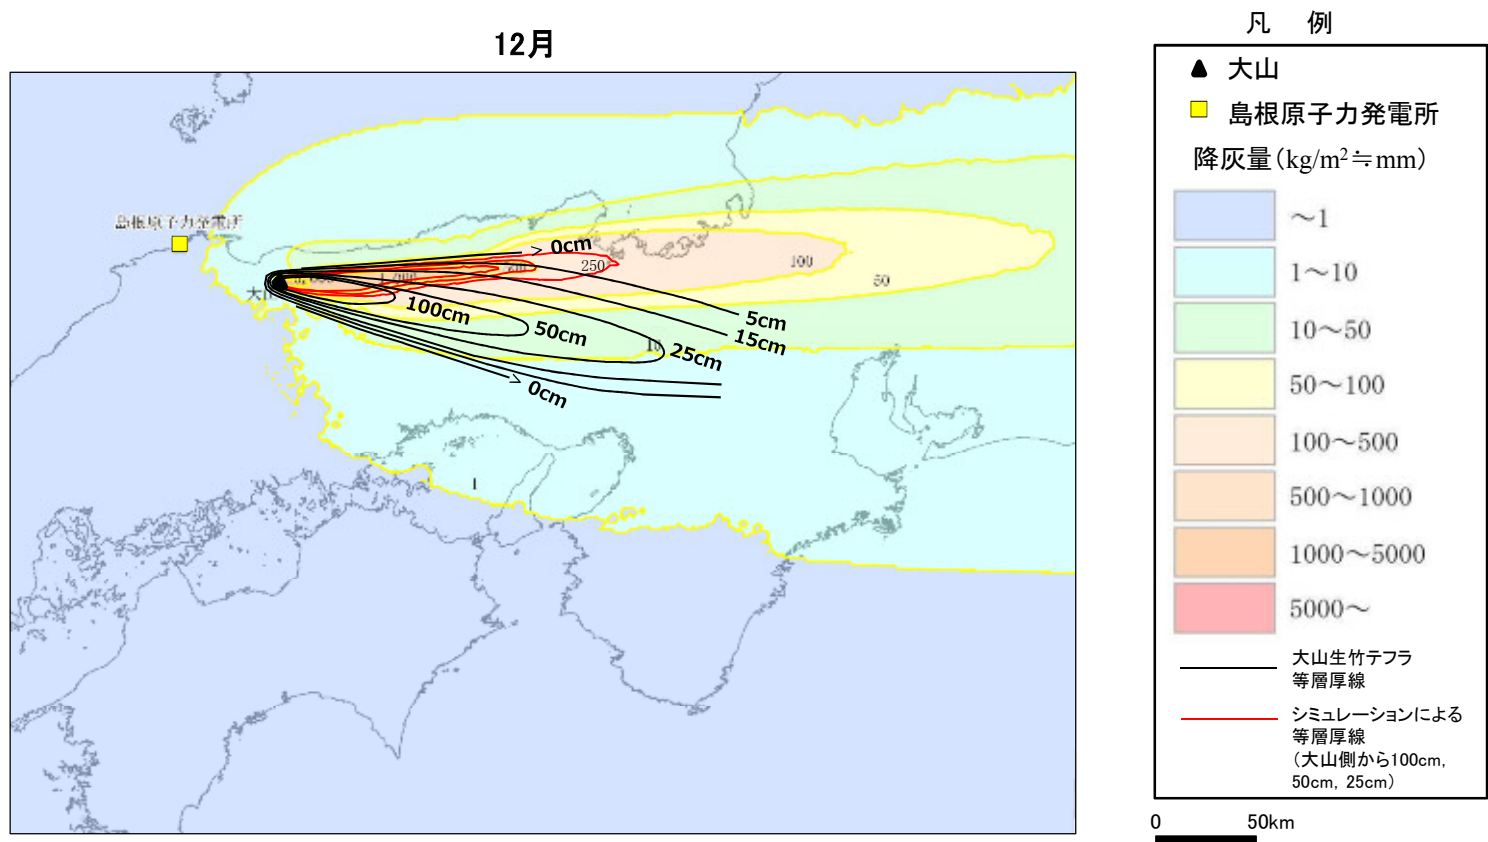 12月
凡　例
大山
島根原子力発電所
降灰量（kg/m²≒mm）
～1
1～10
10～50
50～100
100～500
500～1000
1000～5000
5000～
大山生竹テフラ
等層厚線
シミュレーションによる
等層厚線
（大山側から100cm，
50cm，25cm）
0 50km
島根原子力発電所
大山
> 0cm
250
100
50
100cm
50cm
10
25cm
5cm
15cm
> 0cm
1